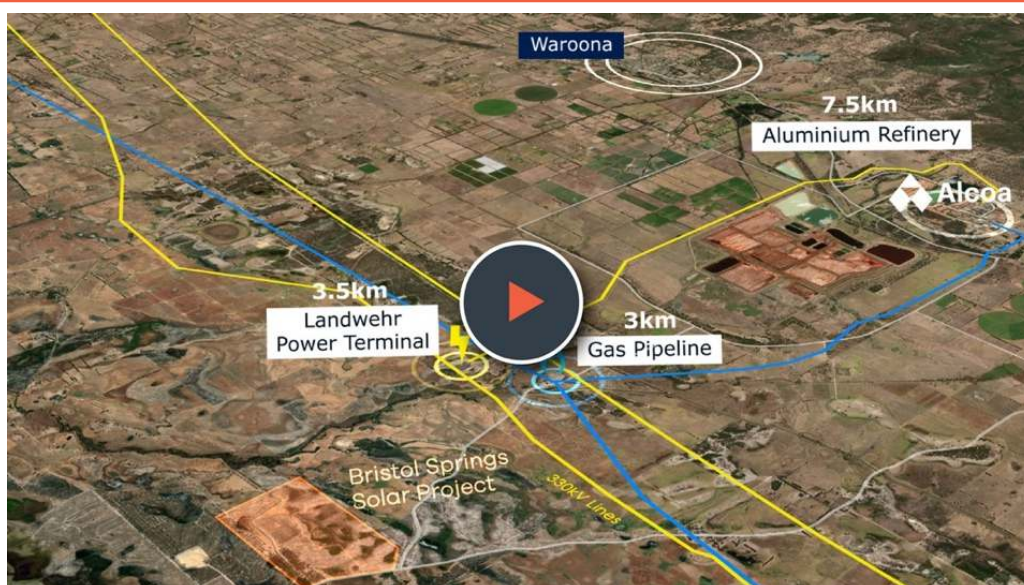 Waroona
7.5km
Aluminium Refinery
Alcoa
3.5km
Landwehr
Power Terminal
3km
Gas Pipeline
Bristol Springs
Solar Project
330kV Lines